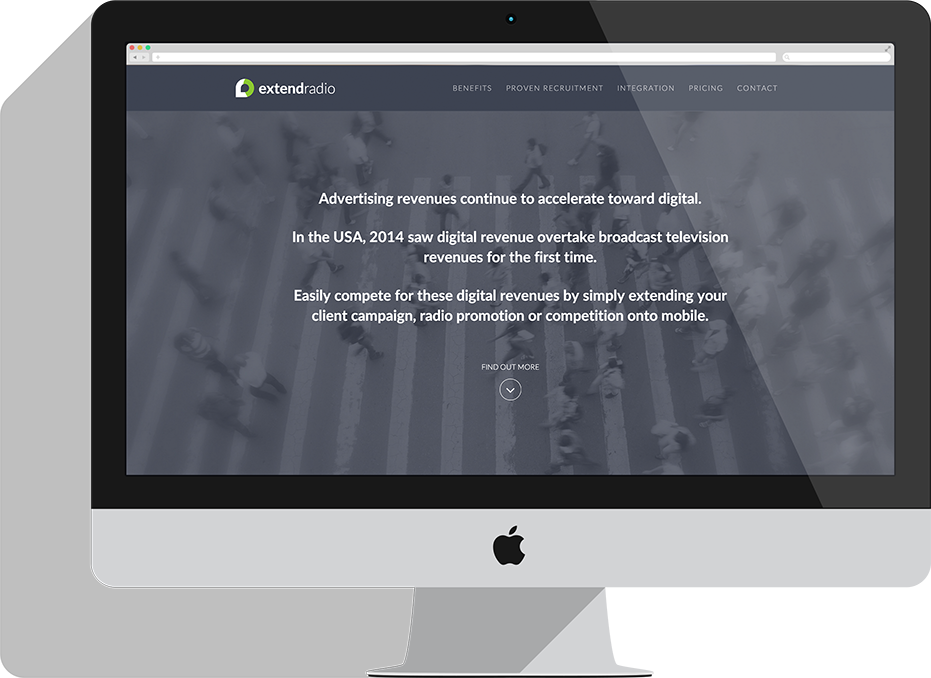 extendradio
BENEFITS PROVEN RECRUITMENT INTEGRATION PRICING CONTACT
Advertising revenues continue to accelerate toward digital.
In the USA, 2014 saw digital revenue overtake broadcast television
revenues for the first time.
Easily compete for these digital revenues by simply extending your
client campaign, radio promotion or competition onto mobile.
FIND OUT MORE